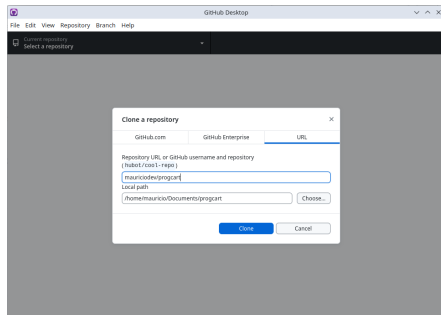 GitHub Desktop
File Edit View Repository Branch Help
Current repository
Select a repository
Clone a repository
GitHub.com GitHub Enterprise URL
Repository URL or GitHub username and repository
(hubot/cool-repo)
mauriciodev/progcart
Local path
/home/mauricio/Documents/progcart Choose...
Clone Cancel